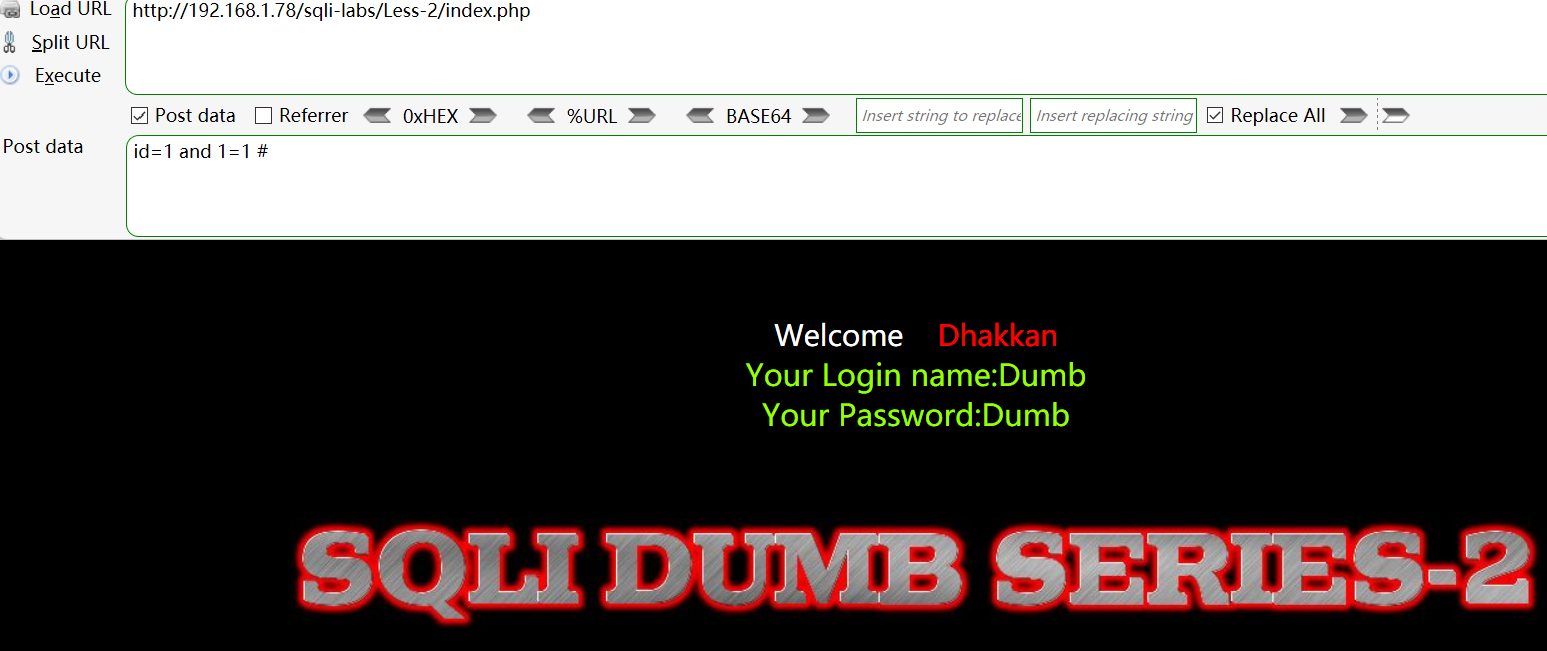 Load URL
http://192.168.1.78/sqli-labs/Less-2/index.php
Split URL
Execute
Post data Referrer 0xHEX %URL BASE64 Insert string to replace Insert replacing string Replace All
Post data
id=1 and 1=1 #
Welcome Dhakkan
Your Login name:Dumb
Your Password:Dumb
SQLI DUMB SERIES-2